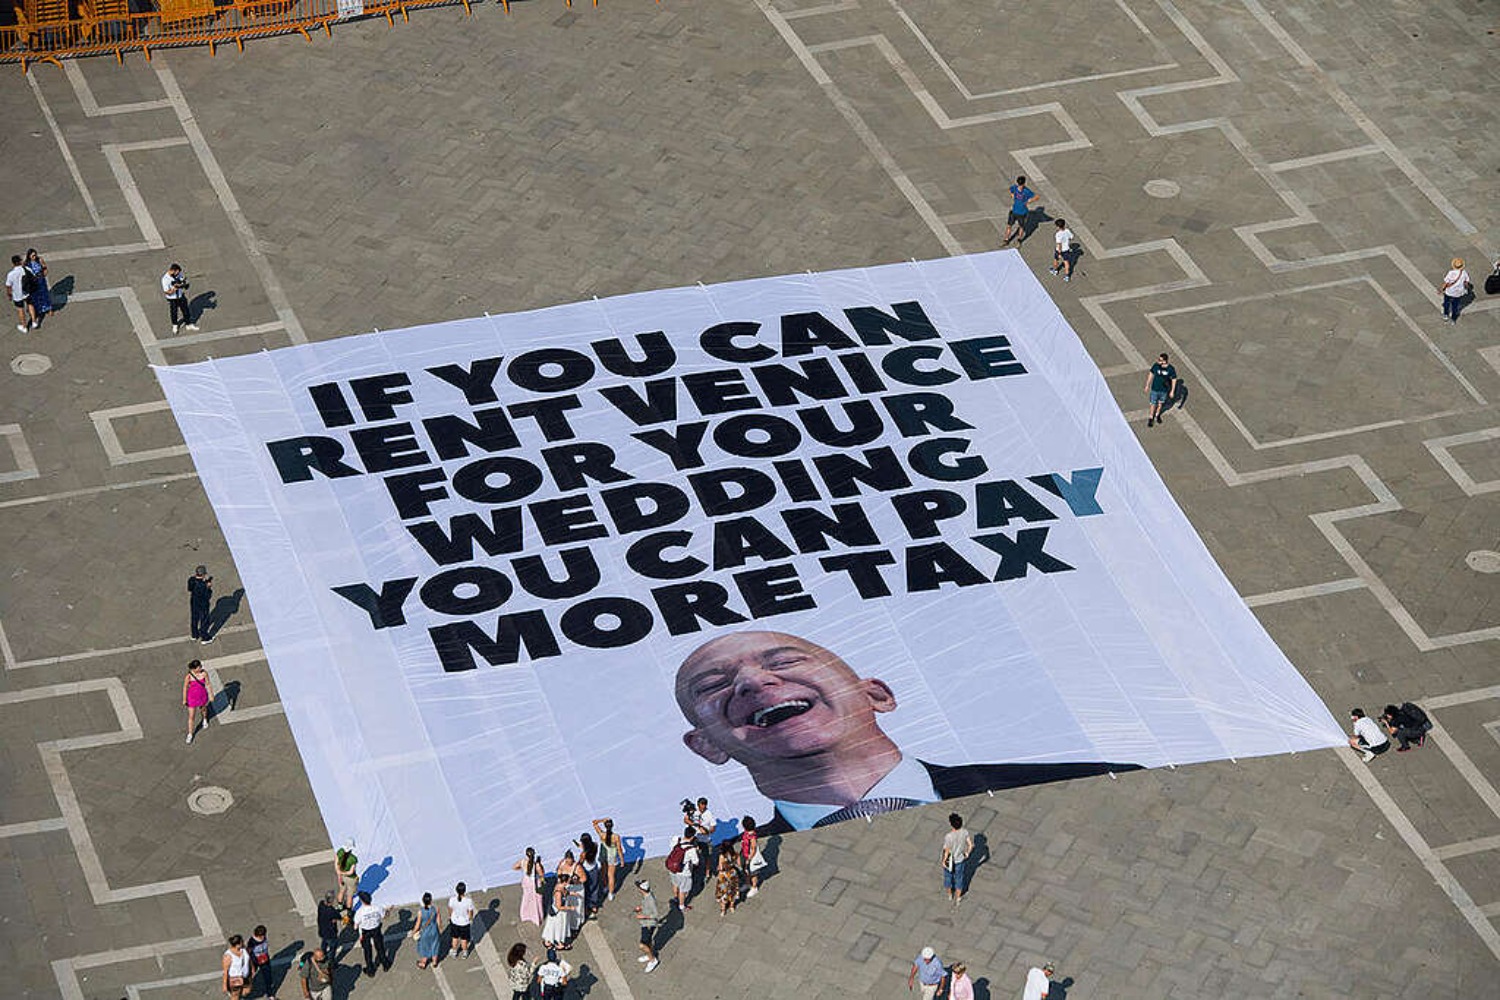 IF YOU CAN
RENT VENICE
FOR YOUR
WEDDING
YOU CAN PAY
MORE TAX